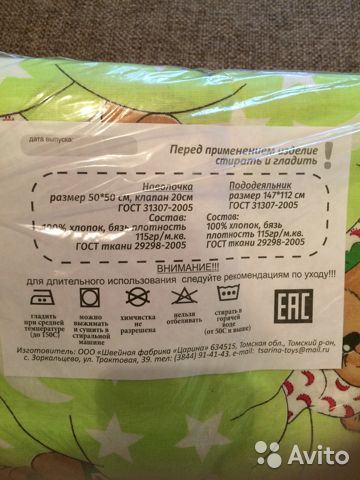 дата выпуска:
Перед применением изделие
стирать и гладить !
Наволочка
размер 50*50 см, клапан 20см
ГОСТ 31307-2005
Состав:
100% хлопок, бязь плотность
115гр/м.кв.
ГОСТ ткани 29298-2005
Пододеяльник
размер 147*112 см
ГОСТ 31307-2005
Состав:
100% хлопок, бязь
плотность 115гр/м.кв.
ГОСТ ткани 29298-2005
ВНИМАНИЕ!!!
для длительного использования следуйте рекомендациям по уходу!!!
гладить
при средней
температуре
(до 150С)
можно
выжимать
и сушить в
стиральной
машине
химчистка
не
разрешена
нельзя
отбеливать
стирать в
горячей
воде
(от 50С и выше)
ЕАС
Изготовитель: ООО «Швейная фабрика «Царина» 634515, Томская обл., Томский р-он,
с. Зоркальцево, ул. Трактовая, 39. тел: (3844) 91-41-43. e-mail: tsarina-toys@mail.ru
Avito